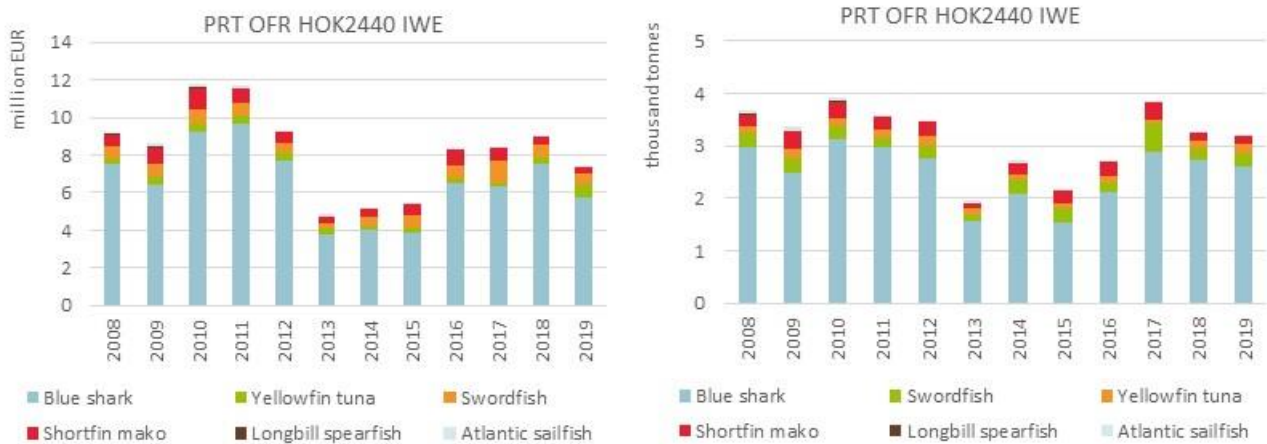 PRT OFR HOK2440 IWE
million EUR
14
12
10
8
6
4
2
0
2008
2009
2010
2011
2012
2013
2014
2015
2016
2017
2018
2019
Blue shark
Yellowfin tuna
Swordfish
Shortfin mako
Longbill spearfish
Atlantic sailfish
PRT OFR HOK2440 IWE
thousand tonnes
5
4
3
2
1
0
2008
2009
2010
2011
2012
2013
2014
2015
2016
2017
2018
2019
Blue shark
Swordfish
Yellowfin tuna
Shortfin mako
Longbill spearfish
Atlantic sailfish